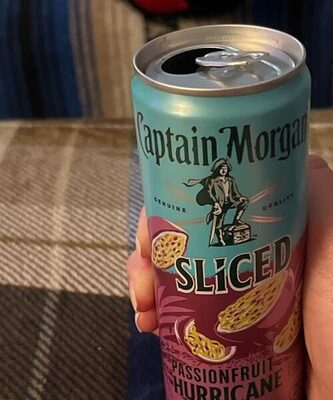 Captain Morgan
GENUINE QUALITY
SLICED
PASSIONFRUIT
HURRICANE